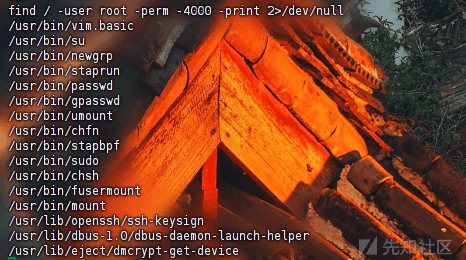 find / -user root -perm -4000 -print 2>/dev/null
/usr/bin/vim.basic
/usr/bin/su
/usr/bin/newgrp
/usr/bin/staprun
/usr/bin/passwd
/usr/bin/gpasswd
/usr/bin/umount
/usr/bin/chfn
/usr/bin/stapbpf
/usr/bin/sudo
/usr/bin/chsh
/usr/bin/fusermount
/usr/bin/mount
/usr/lib/openssh/ssh-keysign
/usr/lib/dbus-1.0/dbus-daemon-launch-helper
/usr/lib/eject/dmcrypt-get-device
先知社区